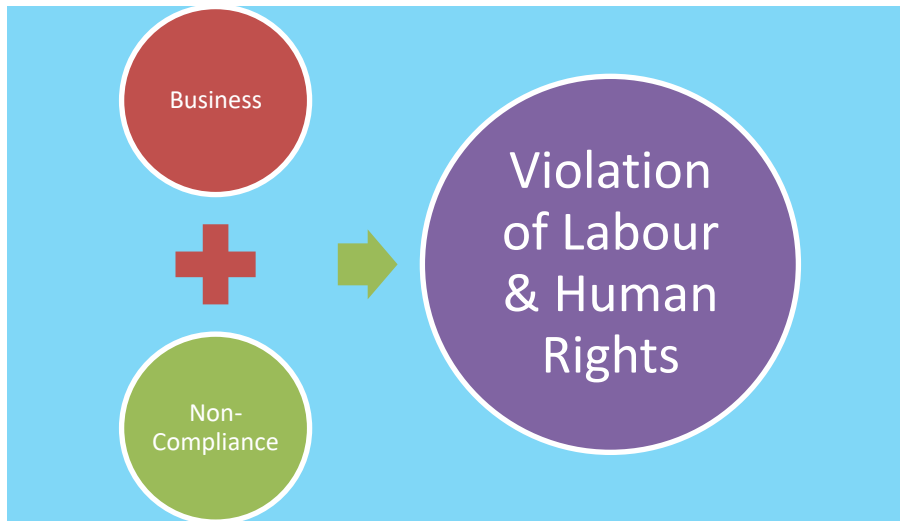 Business
Non-
Compliance
Violation
of Labour
& Human
Rights